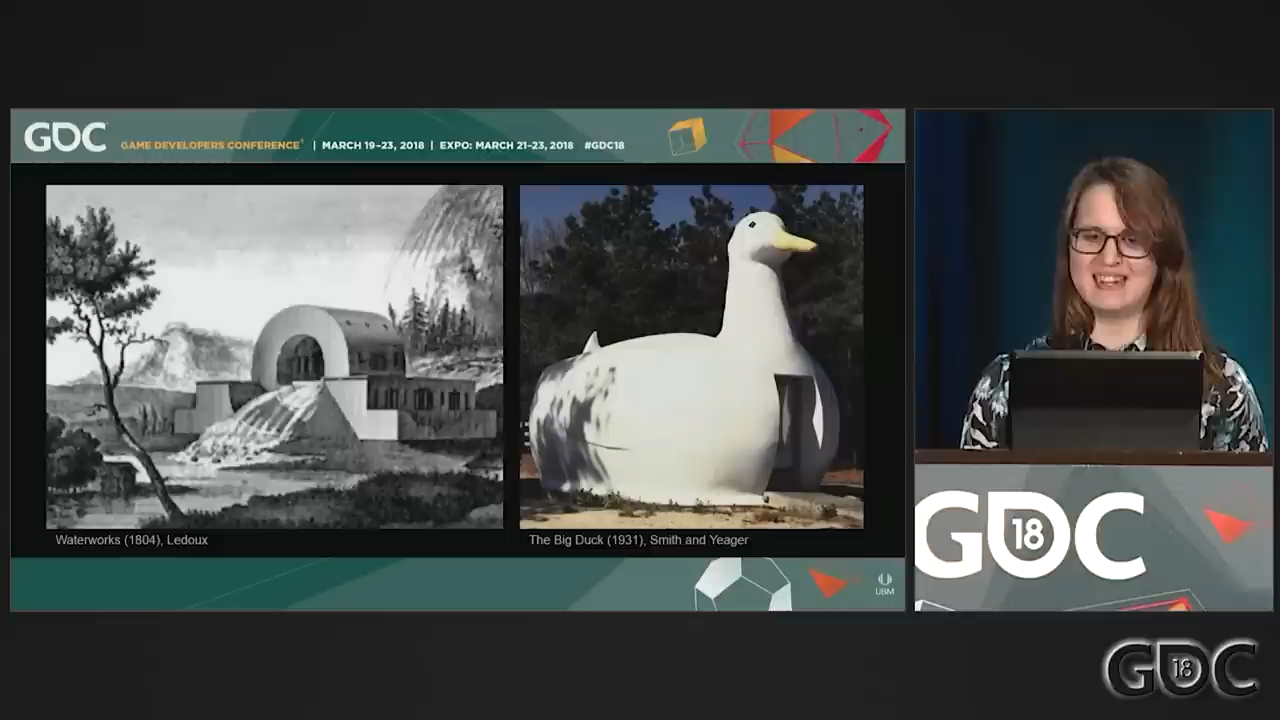 GDC GAME DEVELOPERS CONFERENCE® | MARCH 19–23, 2018 | EXPO: MARCH 21–23, 2018 #GDC18
Waterworks (1804), Ledoux
The Big Duck (1931), Smith and Yeager
UBM
GDC
18
GDC
18